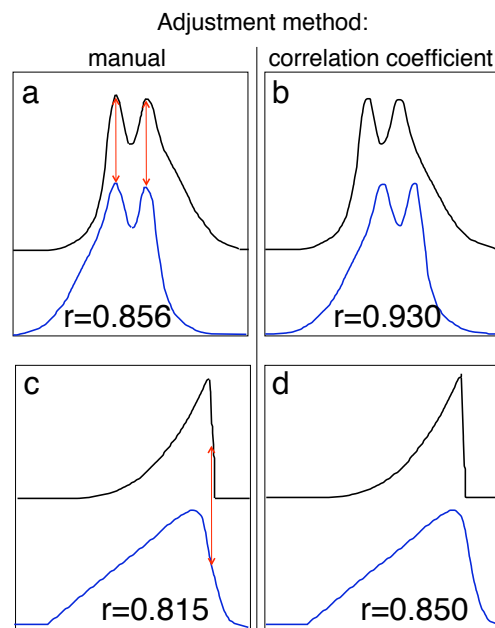 Adjustment method:
manual
correlation coefficient
a
b
r=0.856
r=0.930
c
d
r=0.815
r=0.850